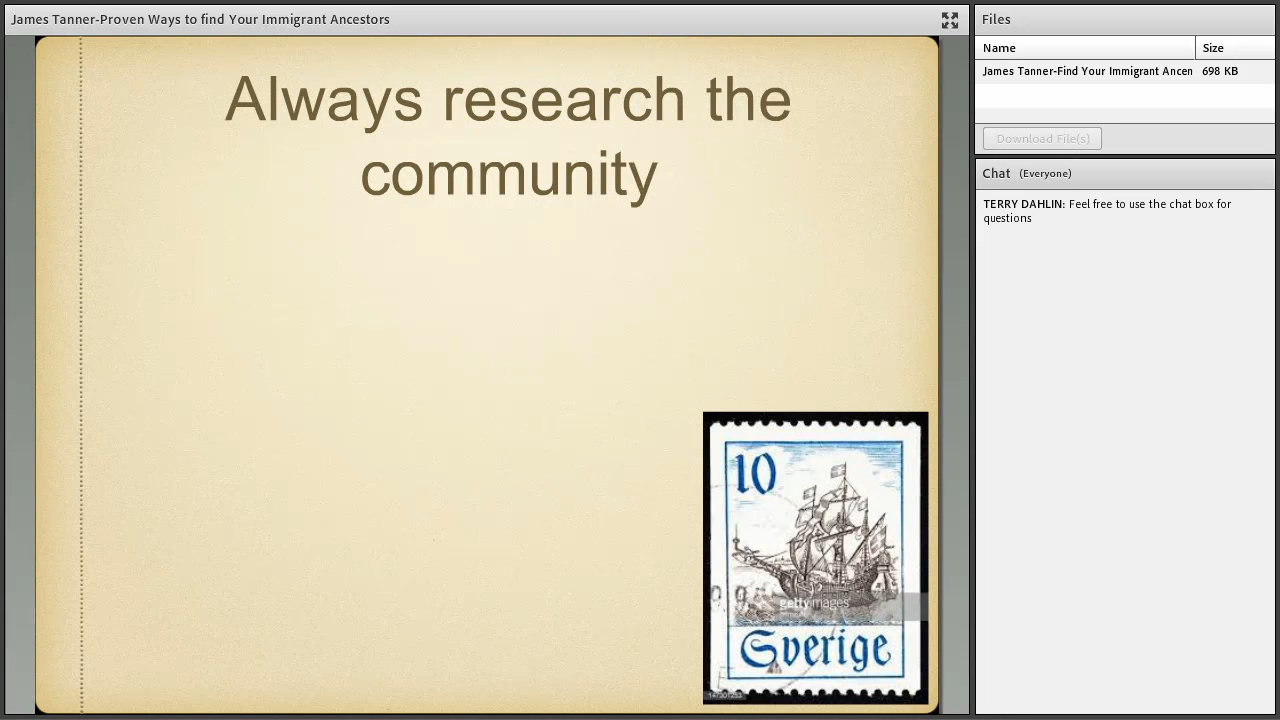 James Tanner-Proven Ways to find Your Immigrant Ancestors
Always research the
community
10
gettyimages
Sverige
Files
Name Size
James Tanner-Find Your Immigrant Ancen 698 KB
Download File(s)
Chat (Everyone)
TERRY DAHLIN: Feel free to use the chat box for
questions